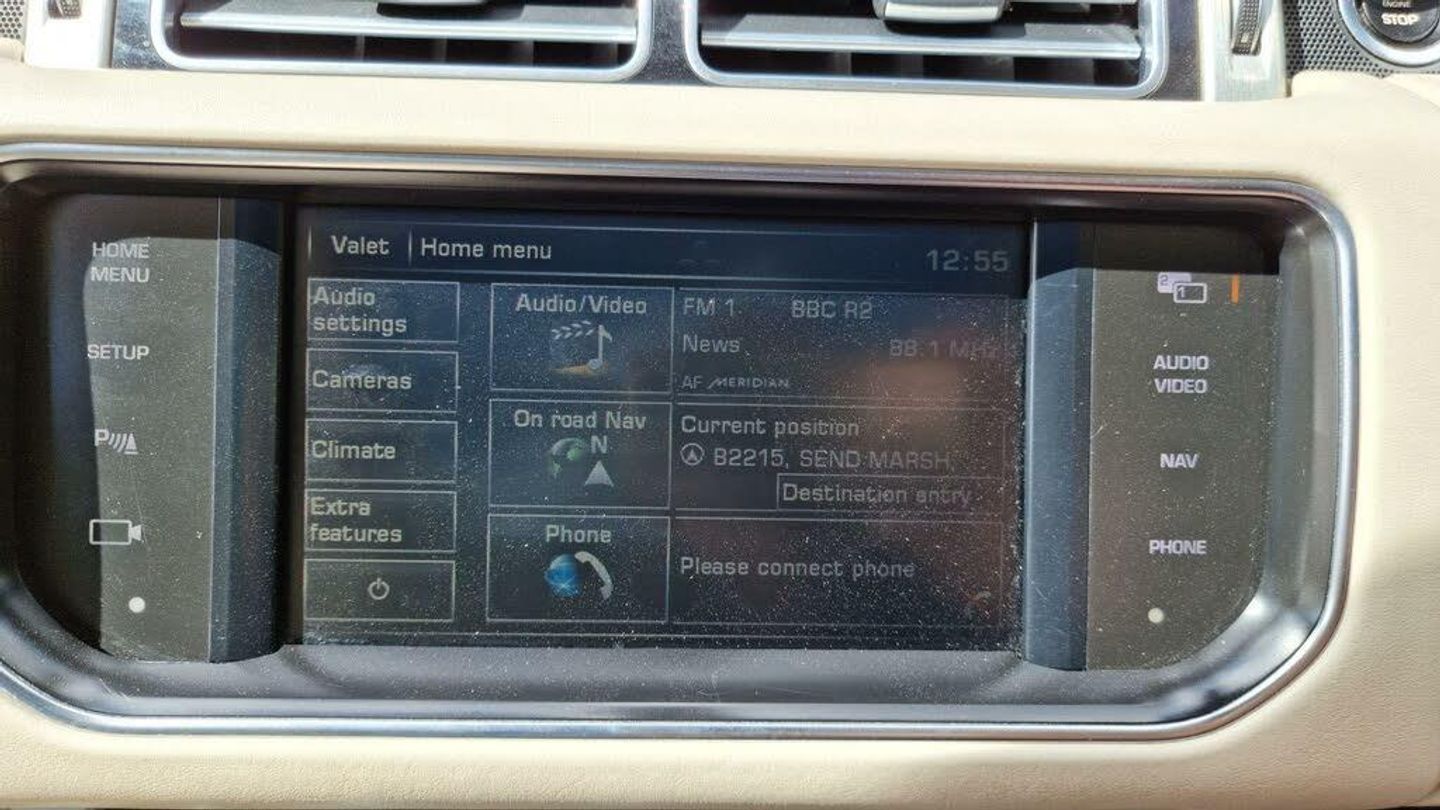 ENGINE
STOP
HOME
MENU
SETUP
P
Valet
Home menu
12:55
Audio
settings
Cameras
Climate
Extra
features
Audio/Video
FM 1 BBC R2
News 88.1 MHz
AF MERIDIAN
On road Nav
N
Current position
B2215, SEND MARSH,
Destination entry
Phone
Please connect phone
2
1
AUDIO
VIDEO
NAV
PHONE